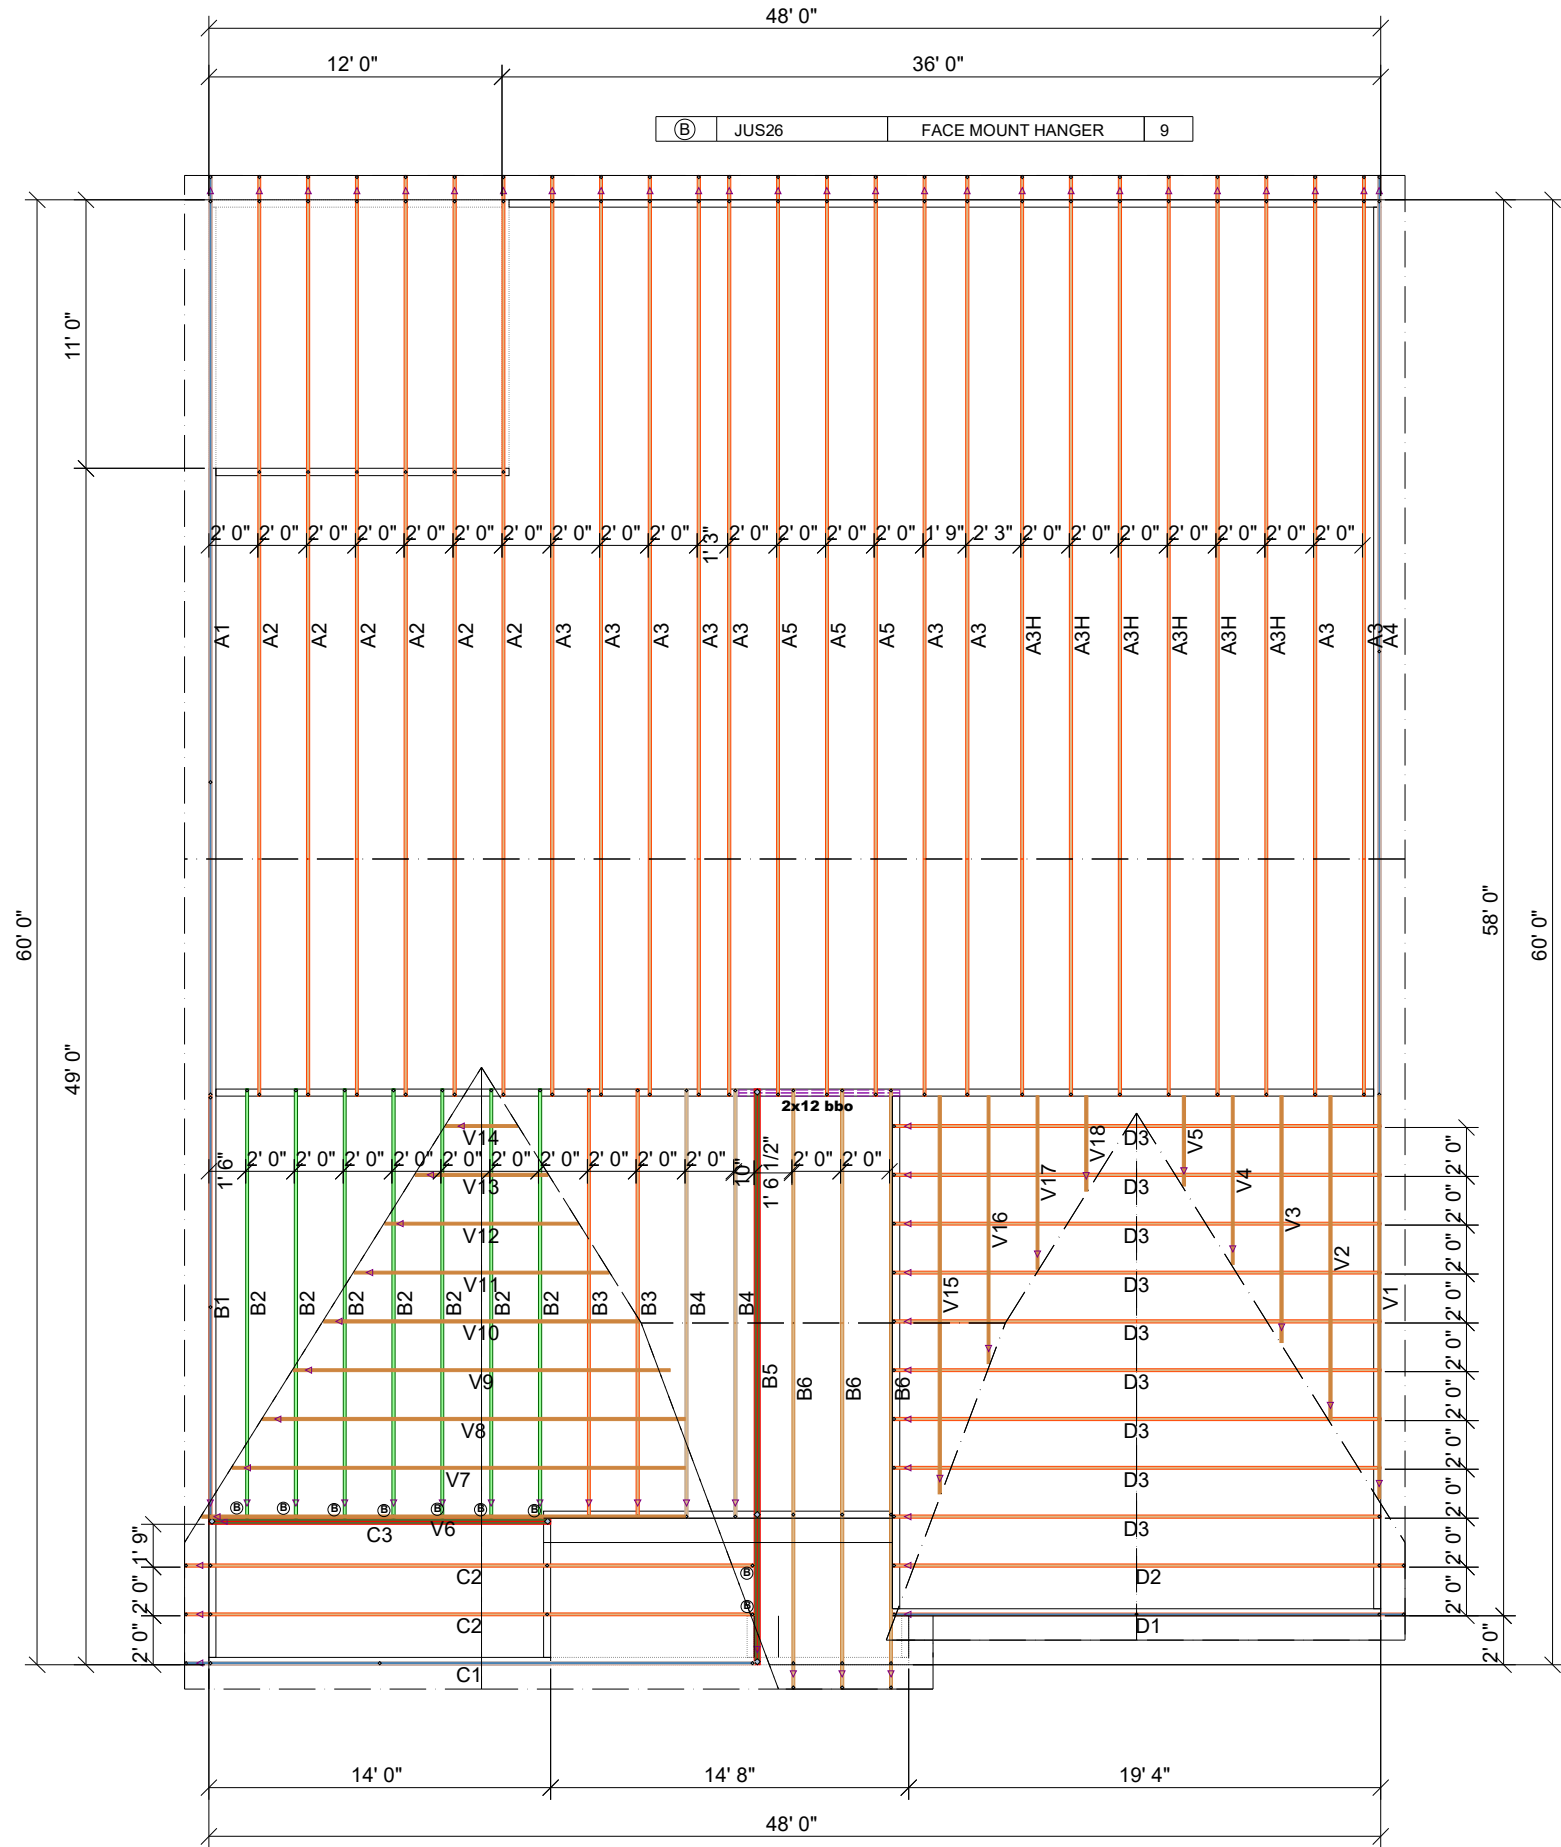 48' 0"
12' 0" 36' 0"
B JUS26 FACE MOUNT HANGER 9
11' 0"
2' 0" 2' 0" 2' 0" 2' 0" 2' 0" 2' 0" 2' 0" 2' 0" 2' 0" 2' 0" 1' 3" 2' 0" 2' 0" 2' 0" 2' 0" 1' 9" 2' 3" 2' 0" 2' 0" 2' 0" 2' 0" 2' 0" 2' 0" 2' 0"
A1 A2 A2 A2 A2 A2 A2 A3 A3 A3 A3 A3 A5 A5 A5 A3 A3 A3H A3H A3H A3H A3H A3H A3 A3 A4
60' 0"
49' 0"
58' 0"
60' 0"
2x12 bbo
V14
1' 6" 2' 0" 2' 0" 2' 0" 2' 0" 2' 0" 2' 0" 2' 0" 2' 0" 2' 0" 10" 1' 6 1/2" 2' 0" 2' 0"
V13
V12
V11
V10
V9
V8
V7
V6
B1 B2 B2 B2 B2 B2 B2 B2 B3 B3 B4 B4 B5 B6 B6 B6
V15 V16 V17 V18 V5 V4 V3 V2 V1
D3
D3
D3
D3
D3
D3
D3
D3
D3
D2
D1
2' 0"
2' 0"
2' 0"
2' 0"
2' 0"
2' 0"
2' 0"
2' 0"
2' 0"
2' 0"
2' 0"
B B B B B B B
C3
B
C2
B
C2
C1
1' 9"
2' 0"
2' 0"
14' 0" 14' 8" 19' 4"
48' 0"